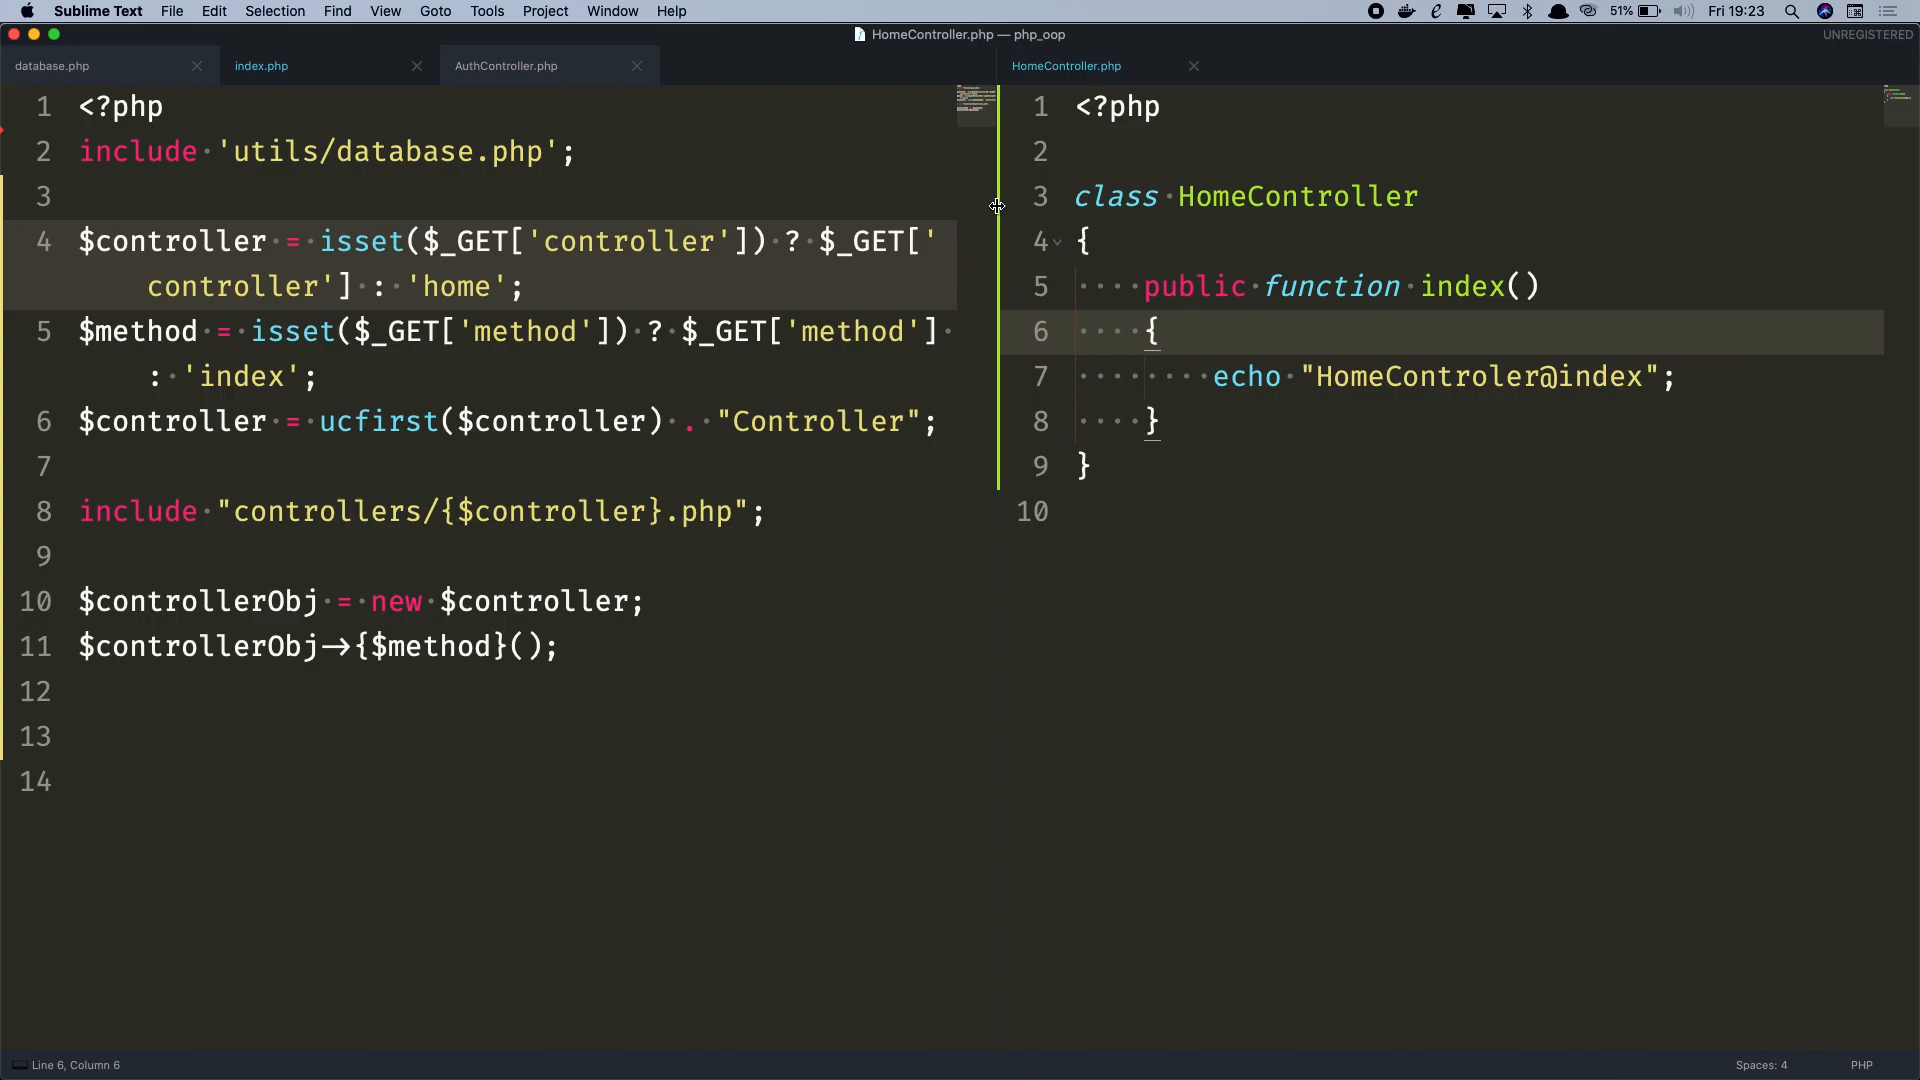 Sublime Text File Edit Selection Find View Goto Tools Project Window Help 51% Fri 19:23
HomeController.php — php_oop UNREGISTERED
database.php index.php AuthController.php HomeController.php
1 <?php
2 include 'utils/database.php';
3
4 $controller = isset($_GET['controller']) ? $_GET['
controller'] : 'home';
5 $method = isset($_GET['method']) ? $_GET['method']
: 'index';
6 $controller = ucfirst($controller) . "Controller";
7
8 include "controllers/{$controller}.php";
9
10 $controllerObj = new $controller;
11 $controllerObj->{$method}();
12
13
14
1 <?php
2
3 class HomeController
4 {
5 public function index()
6 {
7 echo "HomeControler@index";
8 }
9 }
10
Line 6, Column 6 Spaces: 4 PHP